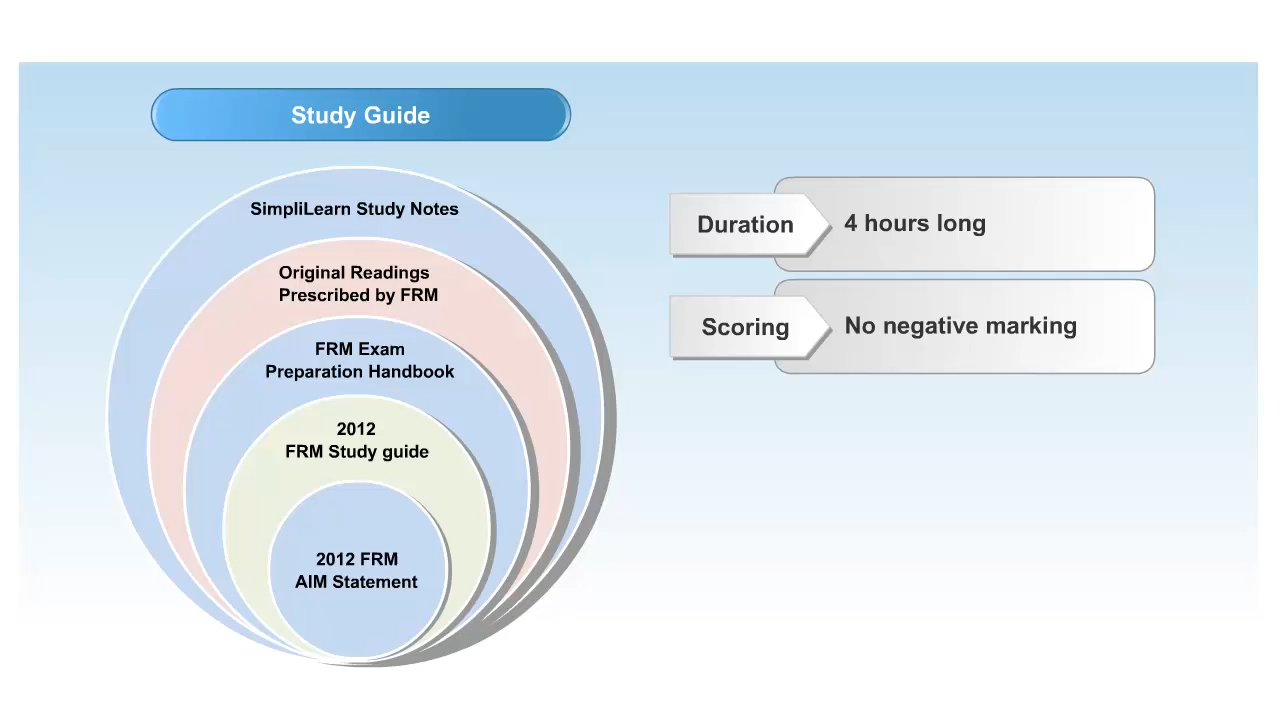 Study Guide
SimpliLearn Study Notes
Original Readings
Prescribed by FRM
FRM Exam
Preparation Handbook
2012
FRM Study guide
2012 FRM
AIM Statement
Duration
4 hours long
Scoring
No negative marking